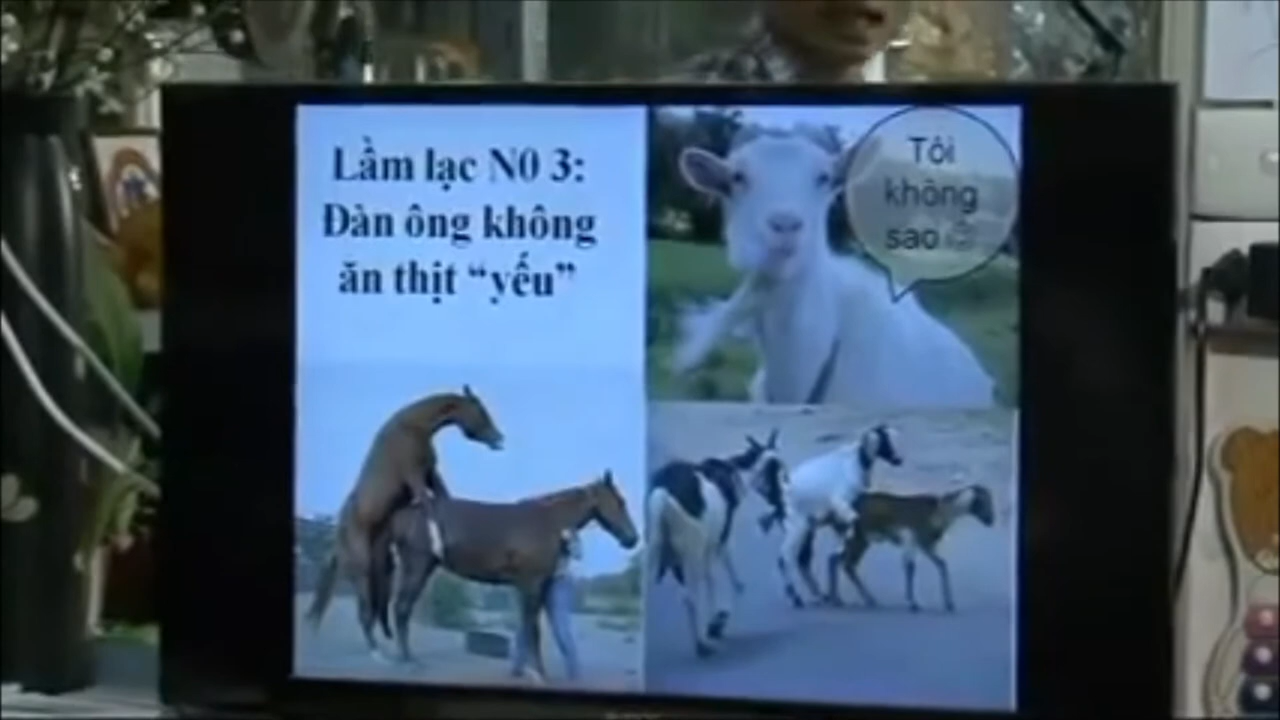 Lầm lạc N0 3:
Đàn ông không
ăn thịt “yếu”
Tôi
không
sao